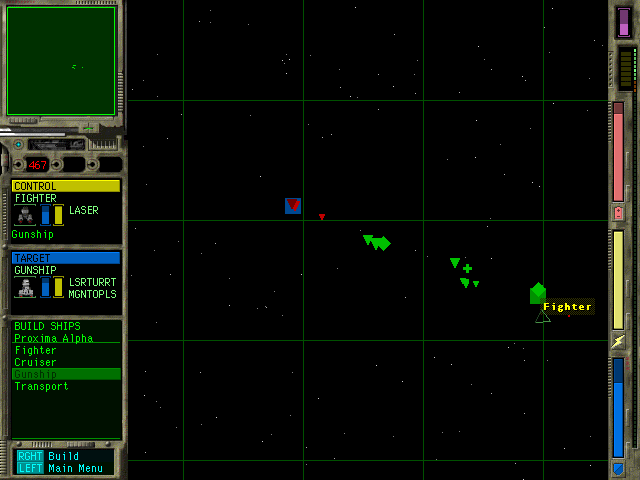 467
CONTROL
FIGHTER
LASER
Gunship
TARGET
GUNSHIP
LSRTURRT
MGNTOPLS
BUILD SHIPS
Proxima Alpha
Fighter
Cruiser
Gunship
Transport
RGHT Build
LEFT Main Menu
Fighter